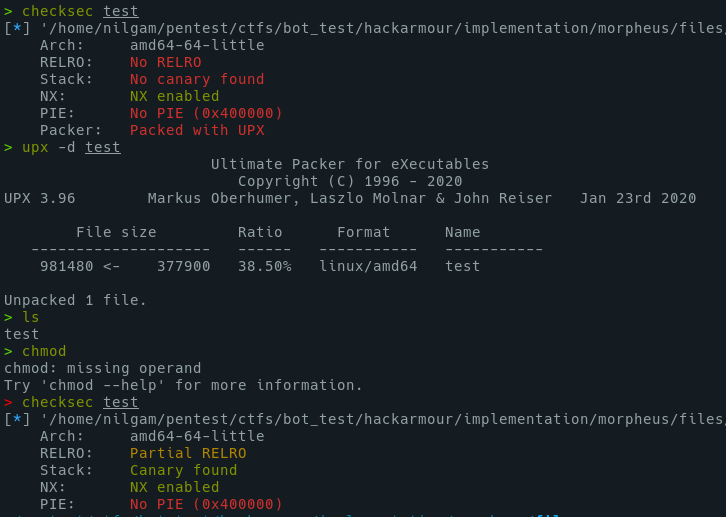 > checksec test
[*] '/home/nilgam/pentest/ctfs/bot_test/hackarmour/implementation/morpheus/files/
Arch: amd64-64-little
RELRO: No RELRO
Stack: No canary found
NX: NX enabled
PIE: No PIE (0x400000)
Packer: Packed with UPX
> upx -d test
Ultimate Packer for eXecutables
Copyright (C) 1996 - 2020
UPX 3.96 Markus Oberhumer, Laszlo Molnar & John Reiser Jan 23rd 2020
File size Ratio Format Name
-------------------- ------ ----------- -----------
981480 <- 377900 38.50% linux/amd64 test
Unpacked 1 file.
> ls
test
> chmod
chmod: missing operand
Try 'chmod --help' for more information.
> checksec test
[*] '/home/nilgam/pentest/ctfs/bot_test/hackarmour/implementation/morpheus/files/
Arch: amd64-64-little
RELRO: Partial RELRO
Stack: Canary found
NX: NX enabled
PIE: No PIE (0x400000)